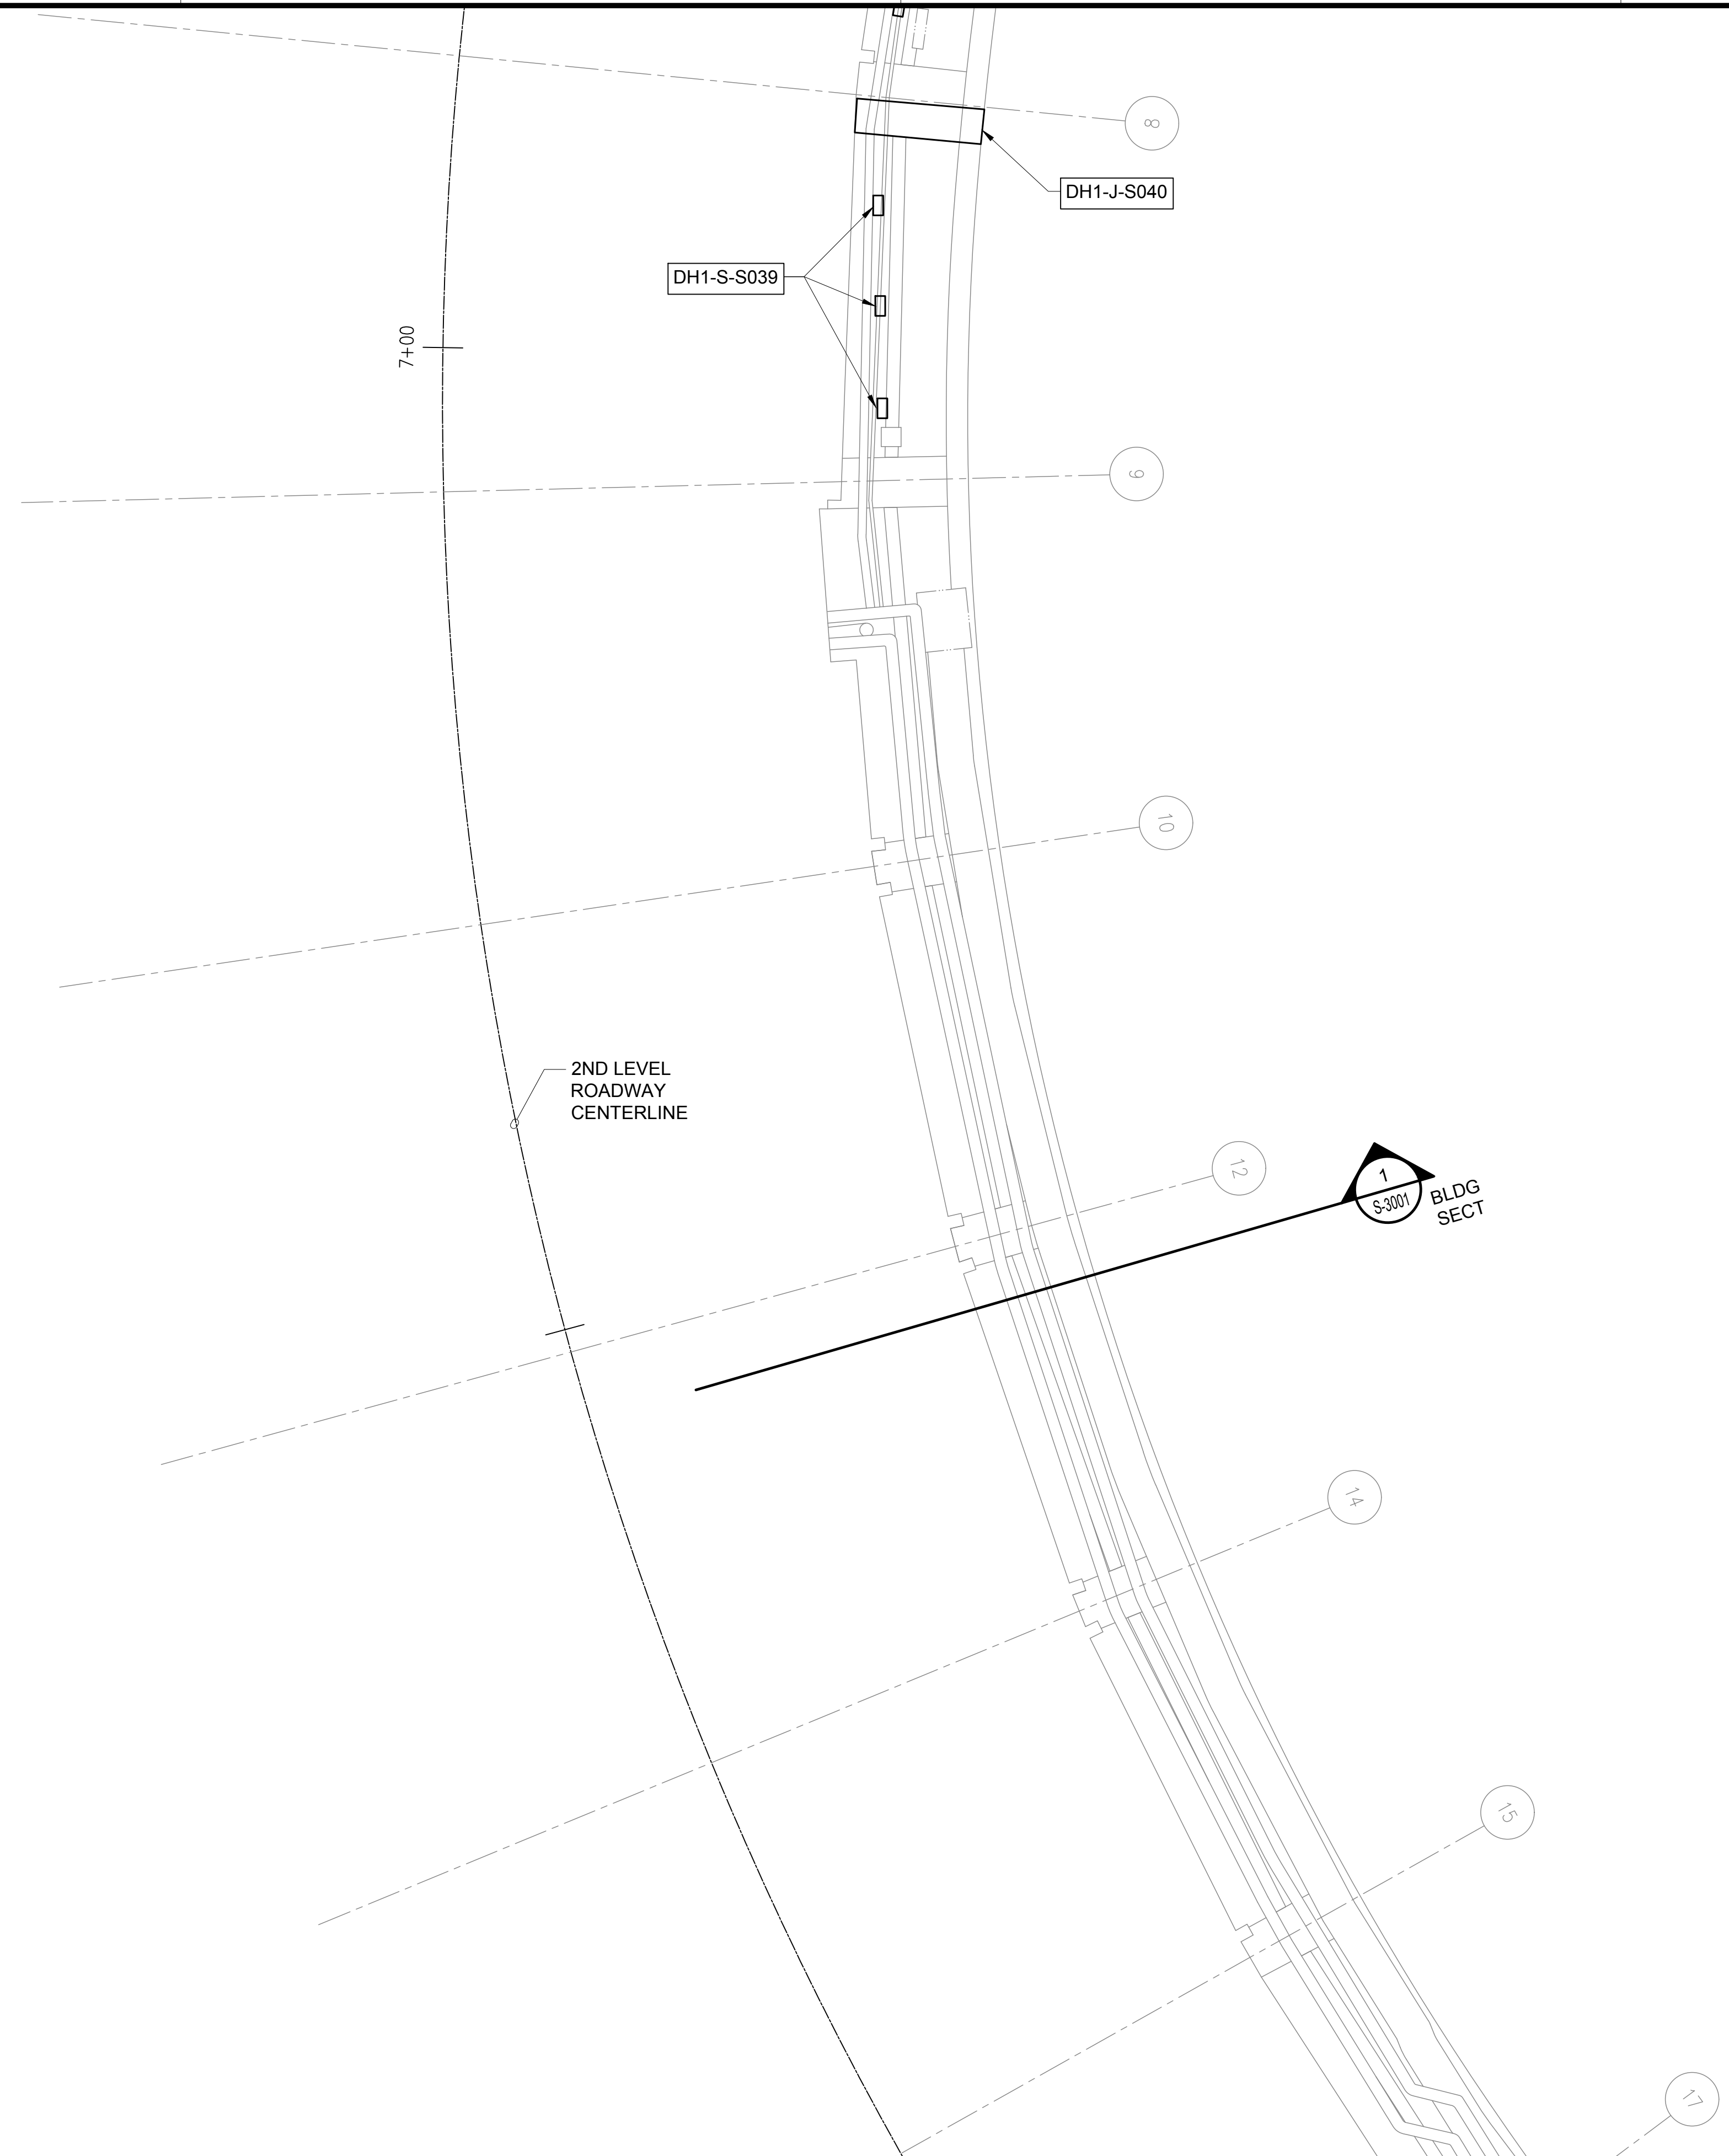 8
DH1-J-S040
DH1-S-S039
7+00
9
10
2ND LEVEL
ROADWAY
CENTERLINE
12
1
S-3001
BLDG
SECT
14
15
17